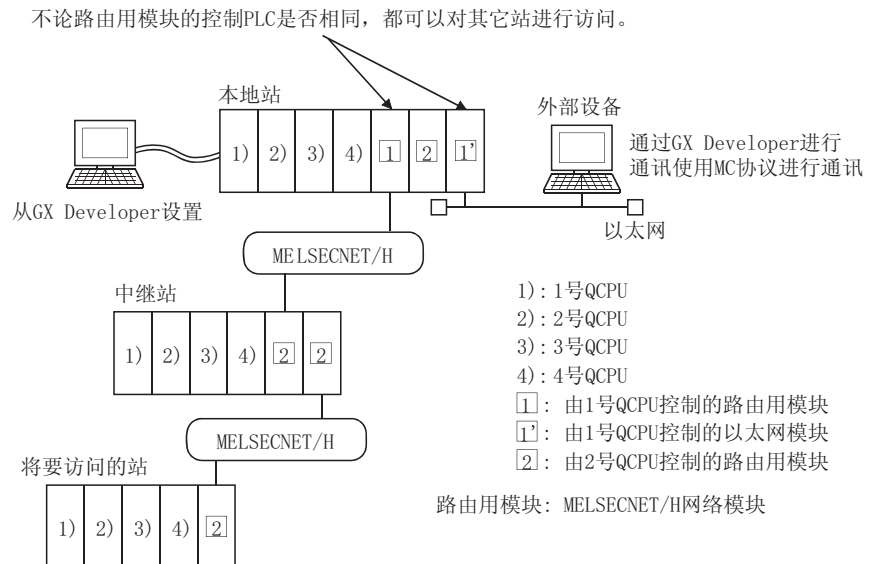 不论路由用模块的控制PLC是否相同，都可以对其它站进行访问。
本地站
外部设备
1) 2) 3) 4) 1 2 1'
通过GX Developer进行
通讯使用MC协议进行通讯
从GX Developer设置
以太网
MELSECNET/H
中继站
1) 2) 3) 4) 2 2
1): 1号QCPU
2): 2号QCPU
3): 3号QCPU
4): 4号QCPU
1: 由1号QCPU控制的路由用模块
1': 由1号QCPU控制的以太网模块
2: 由2号QCPU控制的路由用模块
MELSECNET/H
将要访问的站
1) 2) 3) 4) 2
路由用模块: MELSECNET/H网络模块